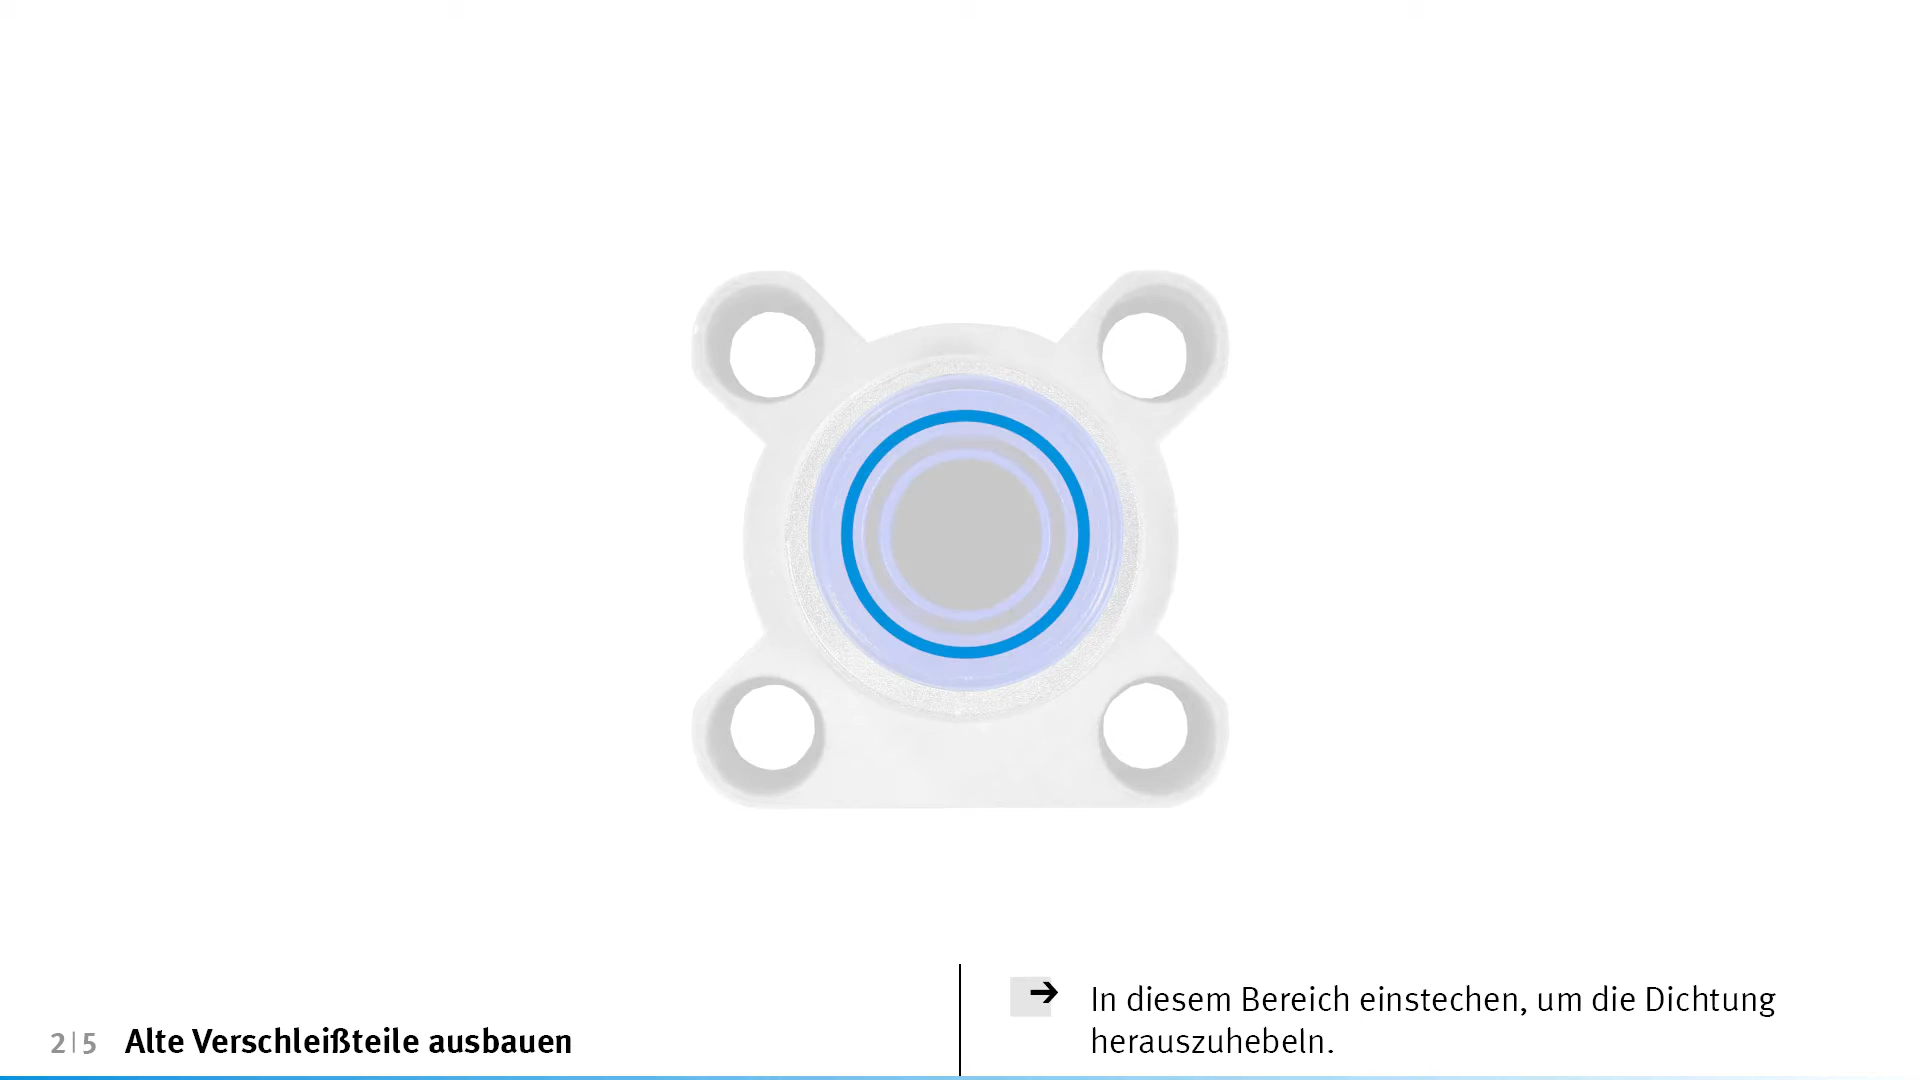 2|5 Alte Verschleißteile ausbauen
➔ In diesem Bereich einstechen, um die Dichtung
herauszuhebeln.